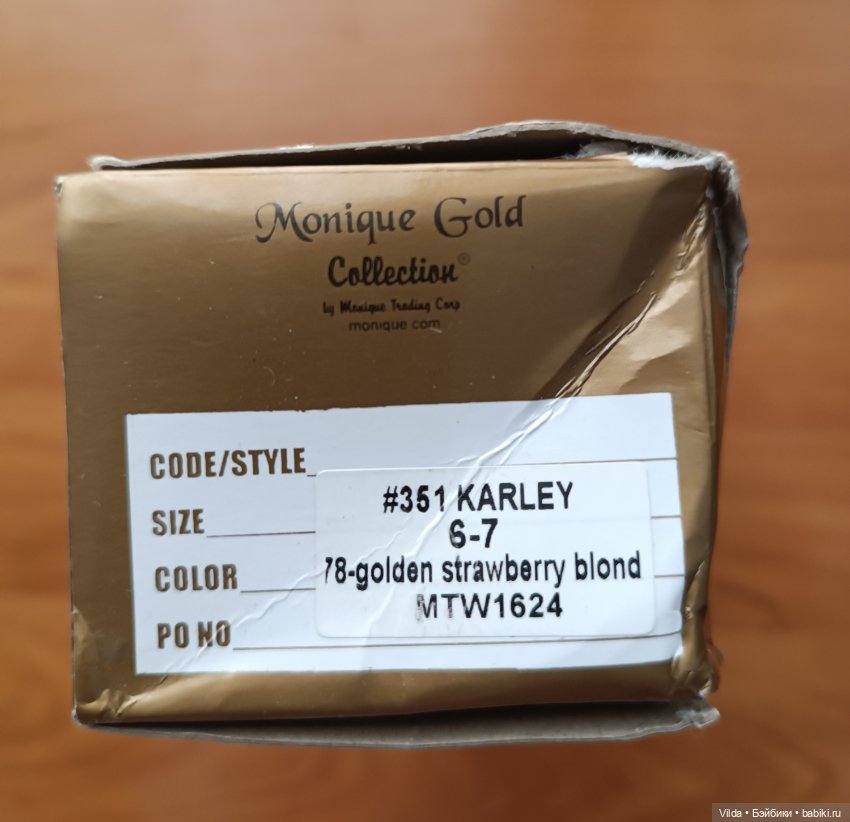 Monique Gold
Collection®
by Monique Trading Corp
monique.com
CODE/STYLE
#351 KARLEY
SIZE
6-7
COLOR
78-golden strawberry blond
PO NO
MTW1624
Vilda • Бэйбики • babiki.ru